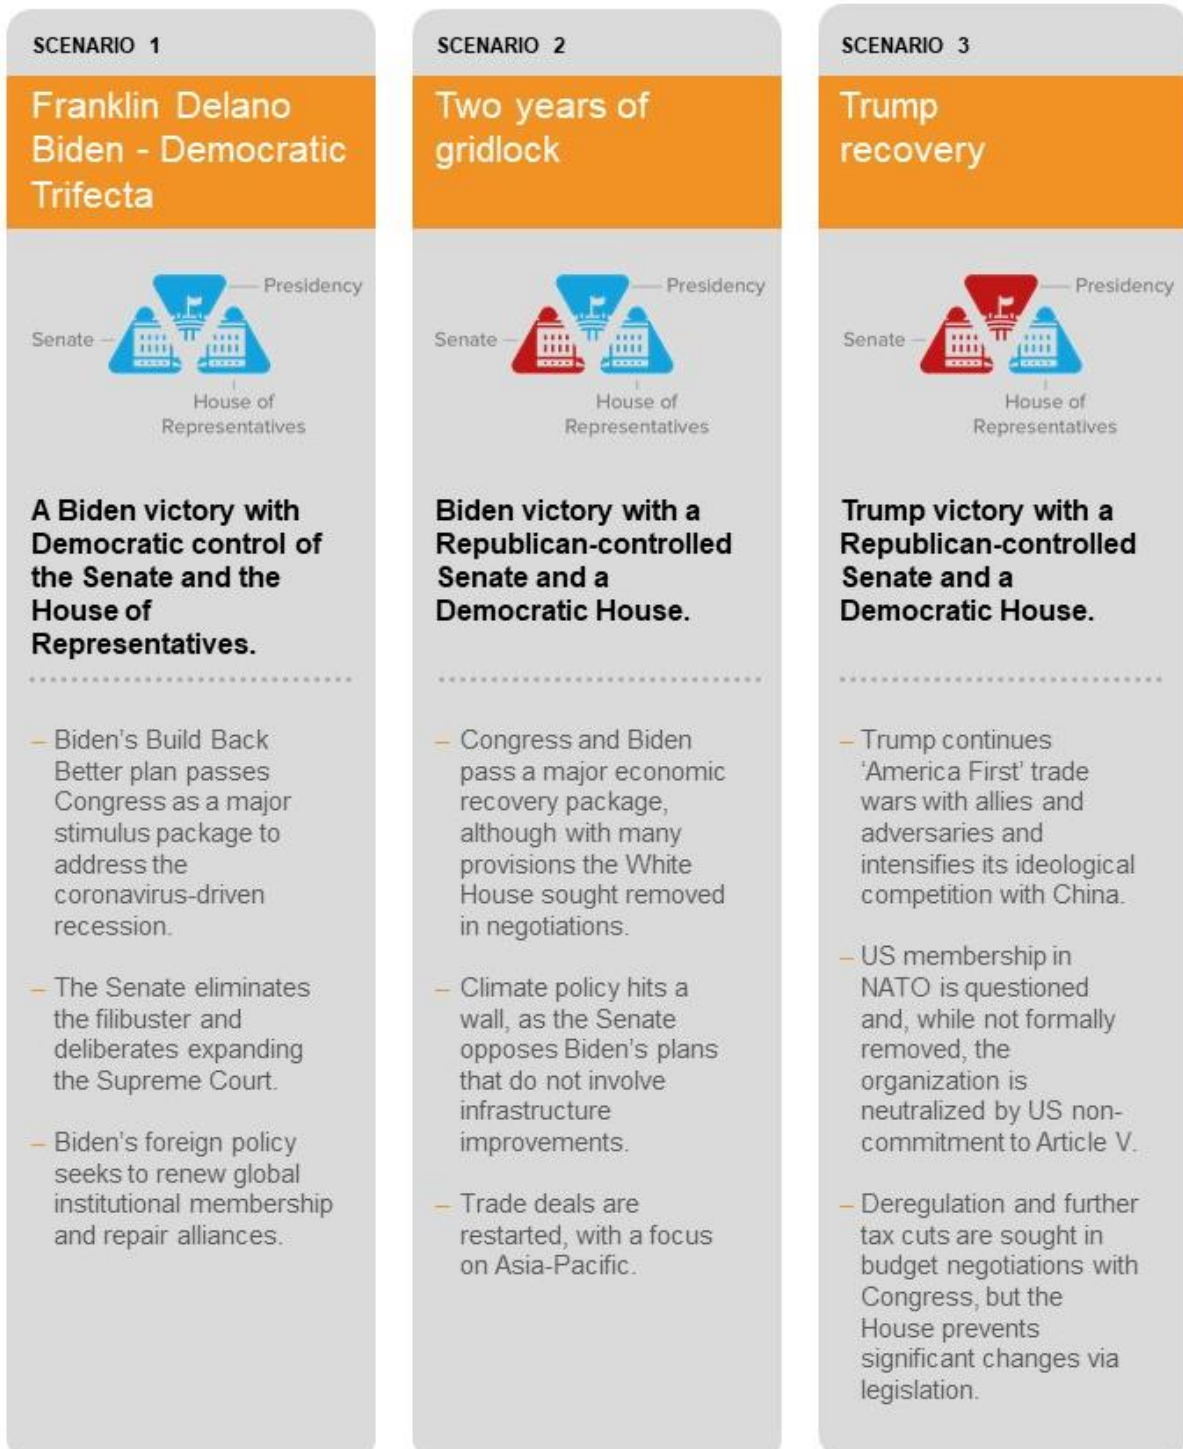 SCENARIO 1
Franklin Delano
Biden - Democratic
Trifecta
Presidency
Senate
House of
Representatives
A Biden victory with
Democratic control of
the Senate and the
House of
Representatives.
– Biden's Build Back
Better plan passes
Congress as a major
stimulus package to
address the
coronavirus-driven
recession.
– The Senate eliminates
the filibuster and
deliberates expanding
the Supreme Court.
– Biden's foreign policy
seeks to renew global
institutional membership
and repair alliances.
SCENARIO 2
Two years of
gridlock
Presidency
Senate
House of
Representatives
Biden victory with a
Republican-controlled
Senate and a
Democratic House.
– Congress and Biden
pass a major economic
recovery package,
although with many
provisions the White
House sought removed
in negotiations.
– Climate policy hits a
wall, as the Senate
opposes Biden's plans
that do not involve
infrastructure
improvements.
– Trade deals are
restarted, with a focus
on Asia-Pacific.
SCENARIO 3
Trump
recovery
Presidency
Senate
House of
Representatives
Trump victory with a
Republican-controlled
Senate and a
Democratic House.
– Trump continues
'America First' trade
wars with allies and
adversaries and
intensifies its ideological
competition with China.
– US membership in
NATO is questioned
and, while not formally
removed, the
organization is
neutralized by US non-
commitment to Article V.
– Deregulation and further
tax cuts are sought in
budget negotiations with
Congress, but the
House prevents
significant changes via
legislation.